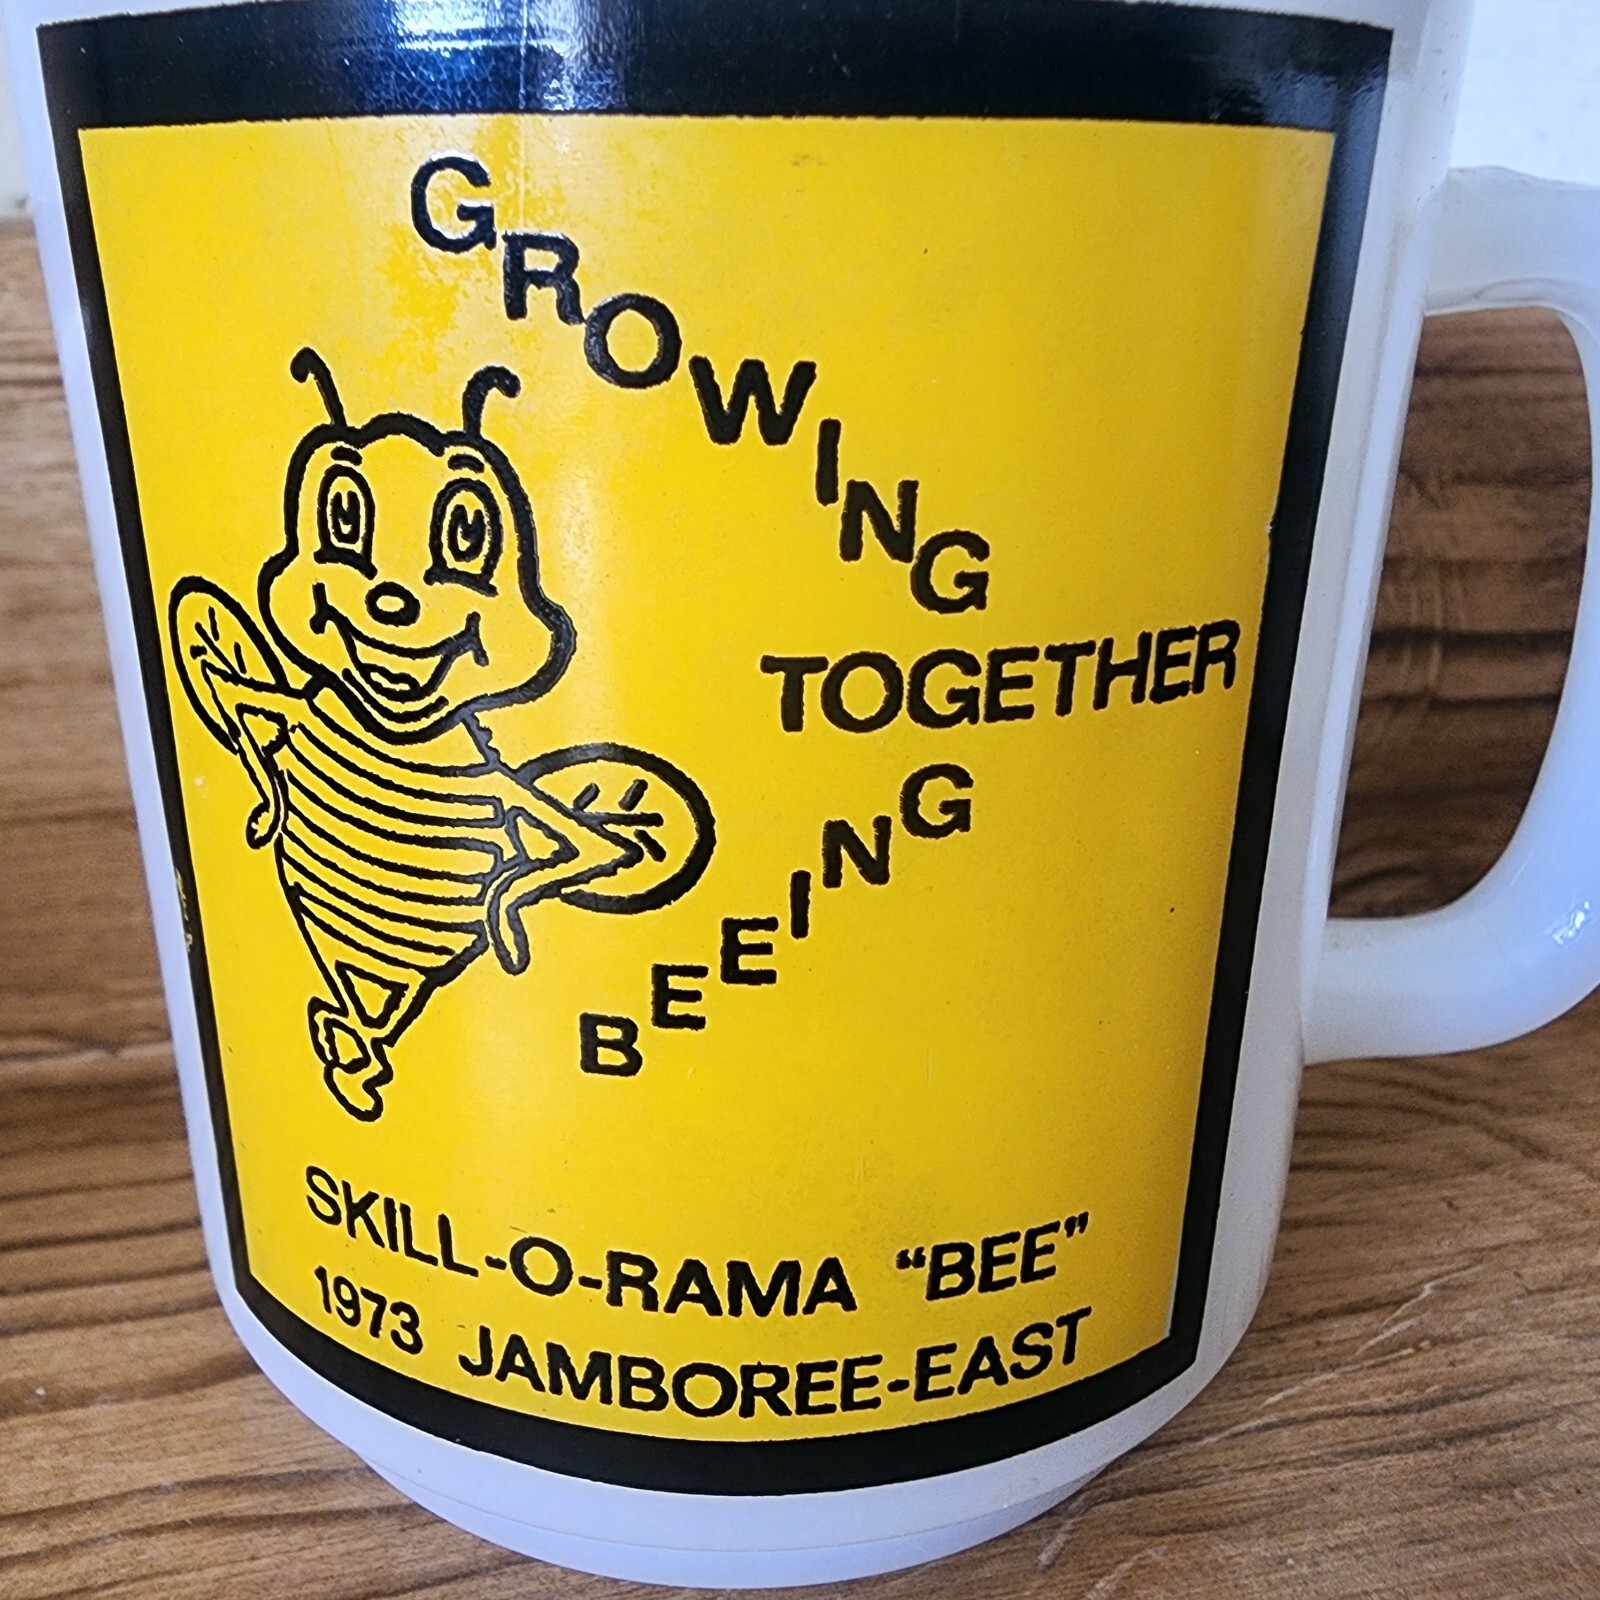 GROWING
TOGETHER
BEEING
SKILL-O-RAMA “BEE”
1973 JAMBOREE-EAST